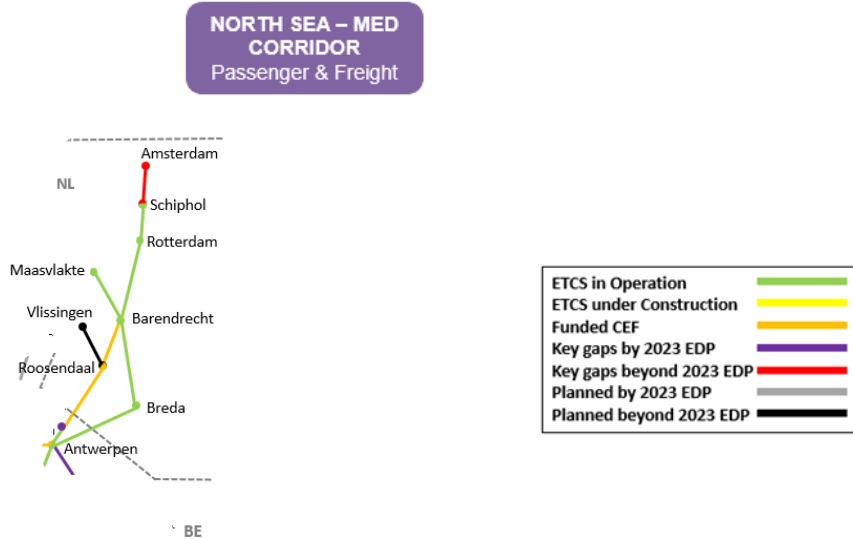 NORTH SEA – MED
CORRIDOR
Passenger & Freight
Amsterdam
NL
Schiphol
Rotterdam
Maasvlakte
Vlissingen
Barendrecht
Roosendaal
Breda
Antwerpen
BE
ETCS in Operation
ETCS under Construction
Funded CEF
Key gaps by 2023 EDP
Key gaps beyond 2023 EDP
Planned by 2023 EDP
Planned beyond 2023 EDP